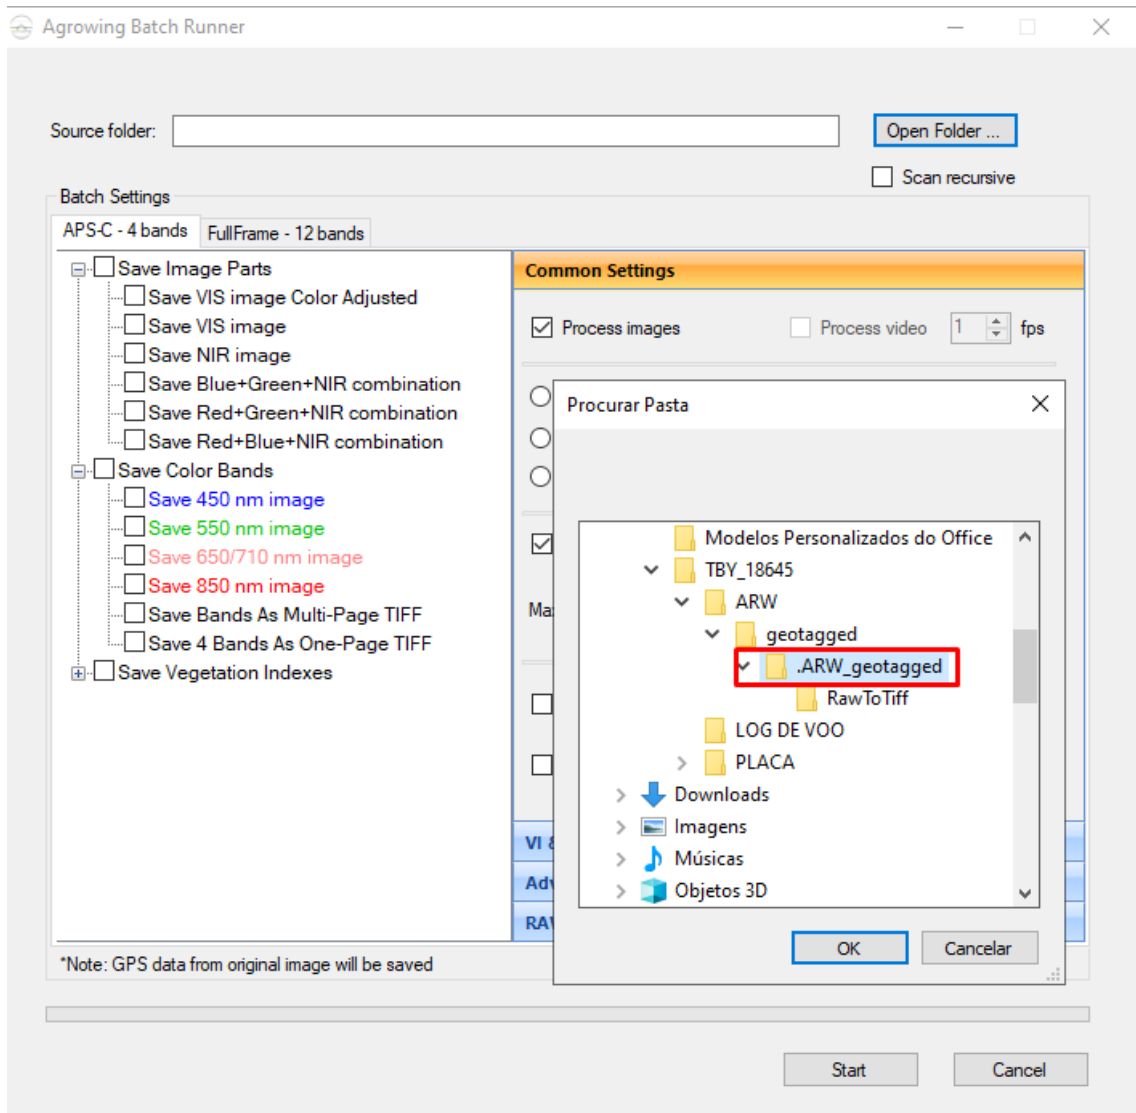 Agrowing Batch Runner
Source folder:
Open Folder ...
Scan recursive
Batch Settings
APS-C - 4 bands
FullFrame - 12 bands
Save Image Parts
Save VIS image Color Adjusted
Save VIS image
Save NIR image
Save Blue+Green+NIR combination
Save Red+Green+NIR combination
Save Red+Blue+NIR combination
Save Color Bands
Save 450 nm image
Save 550 nm image
Save 650/710 nm image
Save 850 nm image
Save Bands As Multi-Page TIFF
Save 4 Bands As One-Page TIFF
Save Vegetation Indexes
Common Settings
Process images
Process video
1
fps
VI &
Procurar Pasta
Modelos Personalizados do Office
TBY_18645
ARW
geotagged
.ARW_geotagged
RawToTiff
LOG DE VOO
PLACA
Downloads
Imagens
Músicas
Objetos 3D
OK
Cancelar
*Note: GPS data from original image will be saved
Start
Cancel